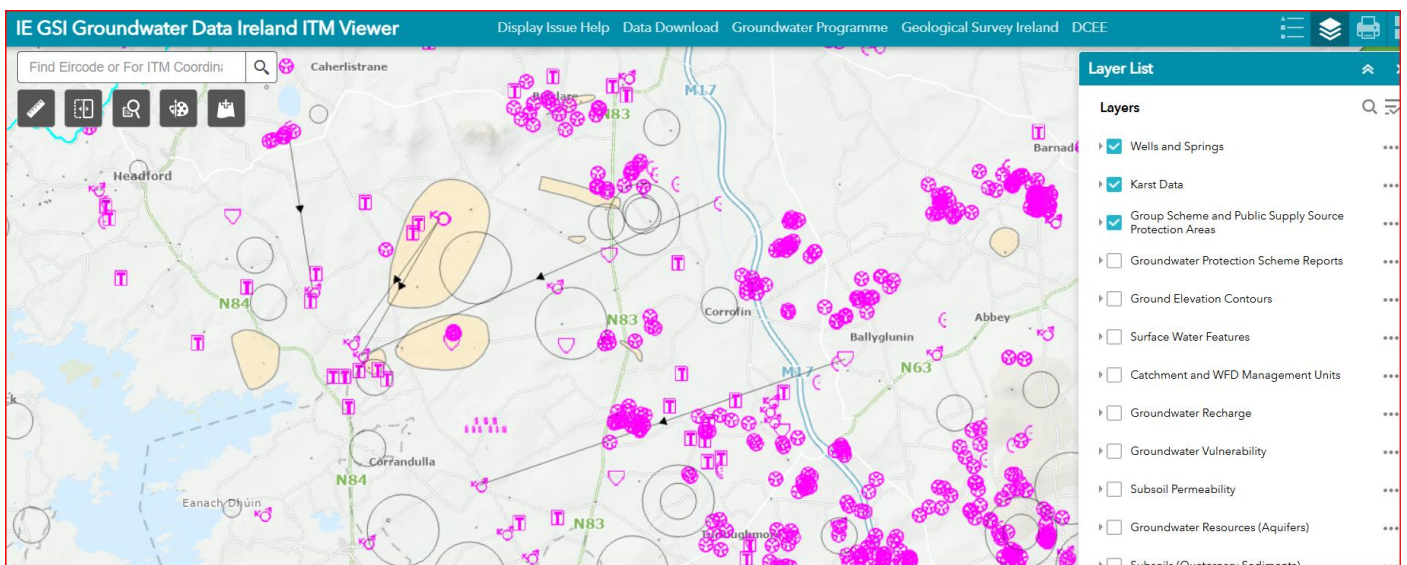 IE GSI Groundwater Data Ireland ITM Viewer
Display Issue Help Data Download Groundwater Programme Geological Survey Ireland DCEE
Find Eircode or For ITM Coordin
Layer List
Layers
Wells and Springs
Karst Data
Group Scheme and Public Supply Source
Protection Areas
Groundwater Protection Scheme Reports
Ground Elevation Contours
Surface Water Features
Catchment and WFD Management Units
Groundwater Recharge
Groundwater Vulnerability
Subsoil Permeability
Groundwater Resources (Aquifers)
Subsoils (Quaternary Sediments)
Caherlistrane
M17
N83
Barnad
Headford
N84
N83
Corrofin
Abbey
Ballyglunin
M17
N63
Corrandulla
N84
Eanach Dhúin
N83